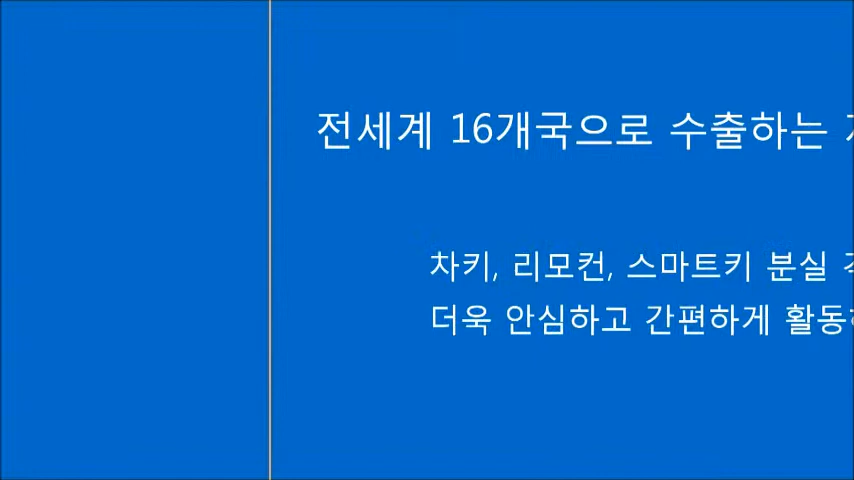 전세계 16개국으로 수출하는
차키, 리모컨, 스마트키 분실
더욱 안심하고 간편하게 활동